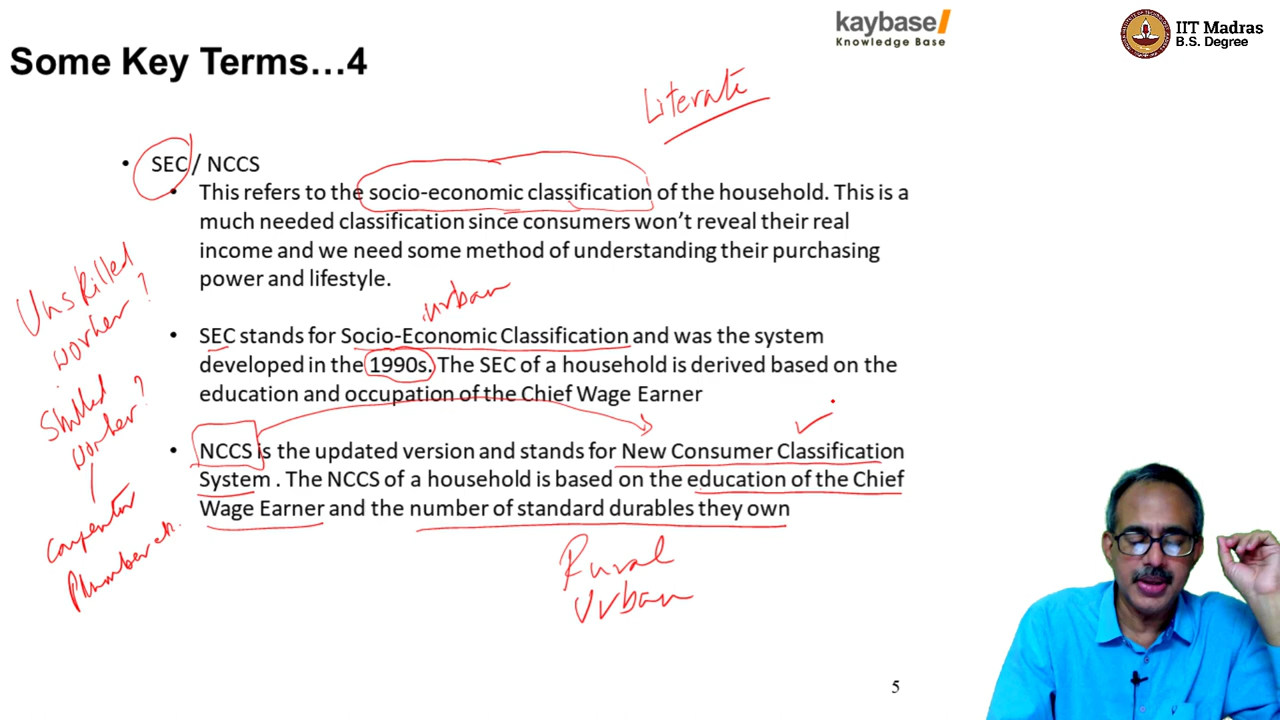 kaybase
Knowledge Base
IIT Madras
B.S. Degree
Some Key Terms…4
Literate
• SEC / NCCS
• This refers to the socio-economic classification of the household. This is a
much needed classification since consumers won’t reveal their real
income and we need some method of understanding their purchasing
power and lifestyle.
Unskilled
worker ?
urban
• SEC stands for Socio-Economic Classification and was the system
developed in the 1990s. The SEC of a household is derived based on the
education and occupation of the Chief Wage Earner
Skilled
worker?
• NCCS is the updated version and stands for New Consumer Classification
System . The NCCS of a household is based on the education of the Chief
Wage Earner and the number of standard durables they own
Carpenter
Plumber etc.
Rural
Urban
5